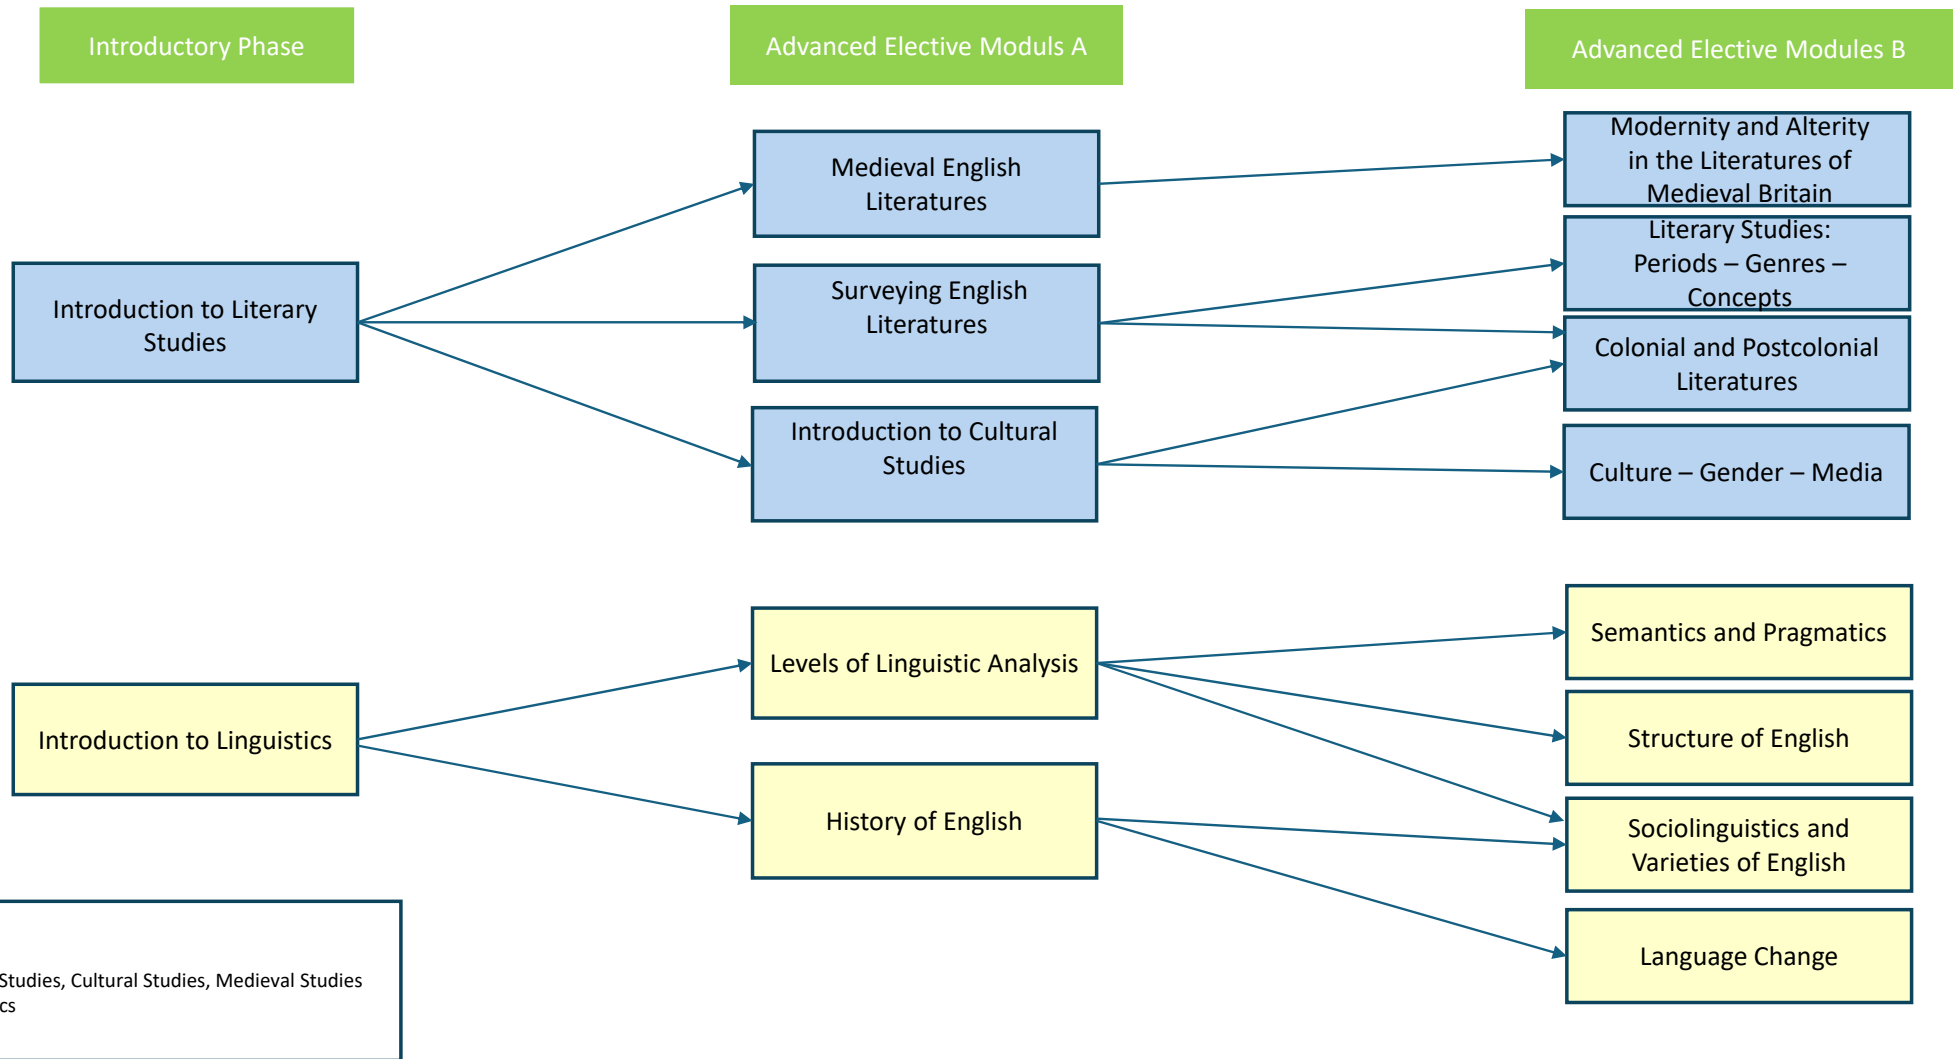 Introductory Phase
Advanced Elective Moduls A
Advanced Elective Modules B
Introduction to Literary
Studies
Medieval English
Literatures
Surveying English
Literatures
Introduction to Cultural
Studies
Modernity and Alterity
in the Literatures of
Medieval Britain
Literary Studies:
Periods – Genres –
Concepts
Colonial and Postcolonial
Literatures
Culture – Gender – Media
Introduction to Linguistics
Levels of Linguistic Analysis
History of English
Semantics and Pragmatics
Structure of English
Sociolinguistics and
Varieties of English
Language Change
Studies, Cultural Studies, Medieval Studies